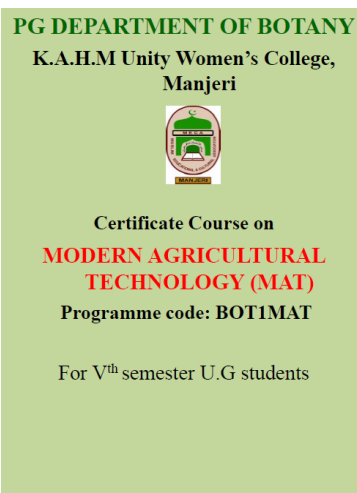 PG DEPARTMENT OF BOTANY
K.A.H.M Unity Women’s College,
Manjeri
M E C A
MANJERI
Certificate Course on
MODERN AGRICULTURAL
TECHNOLOGY (MAT)
Programme code: BOT1MAT
For Vth semester U.G students